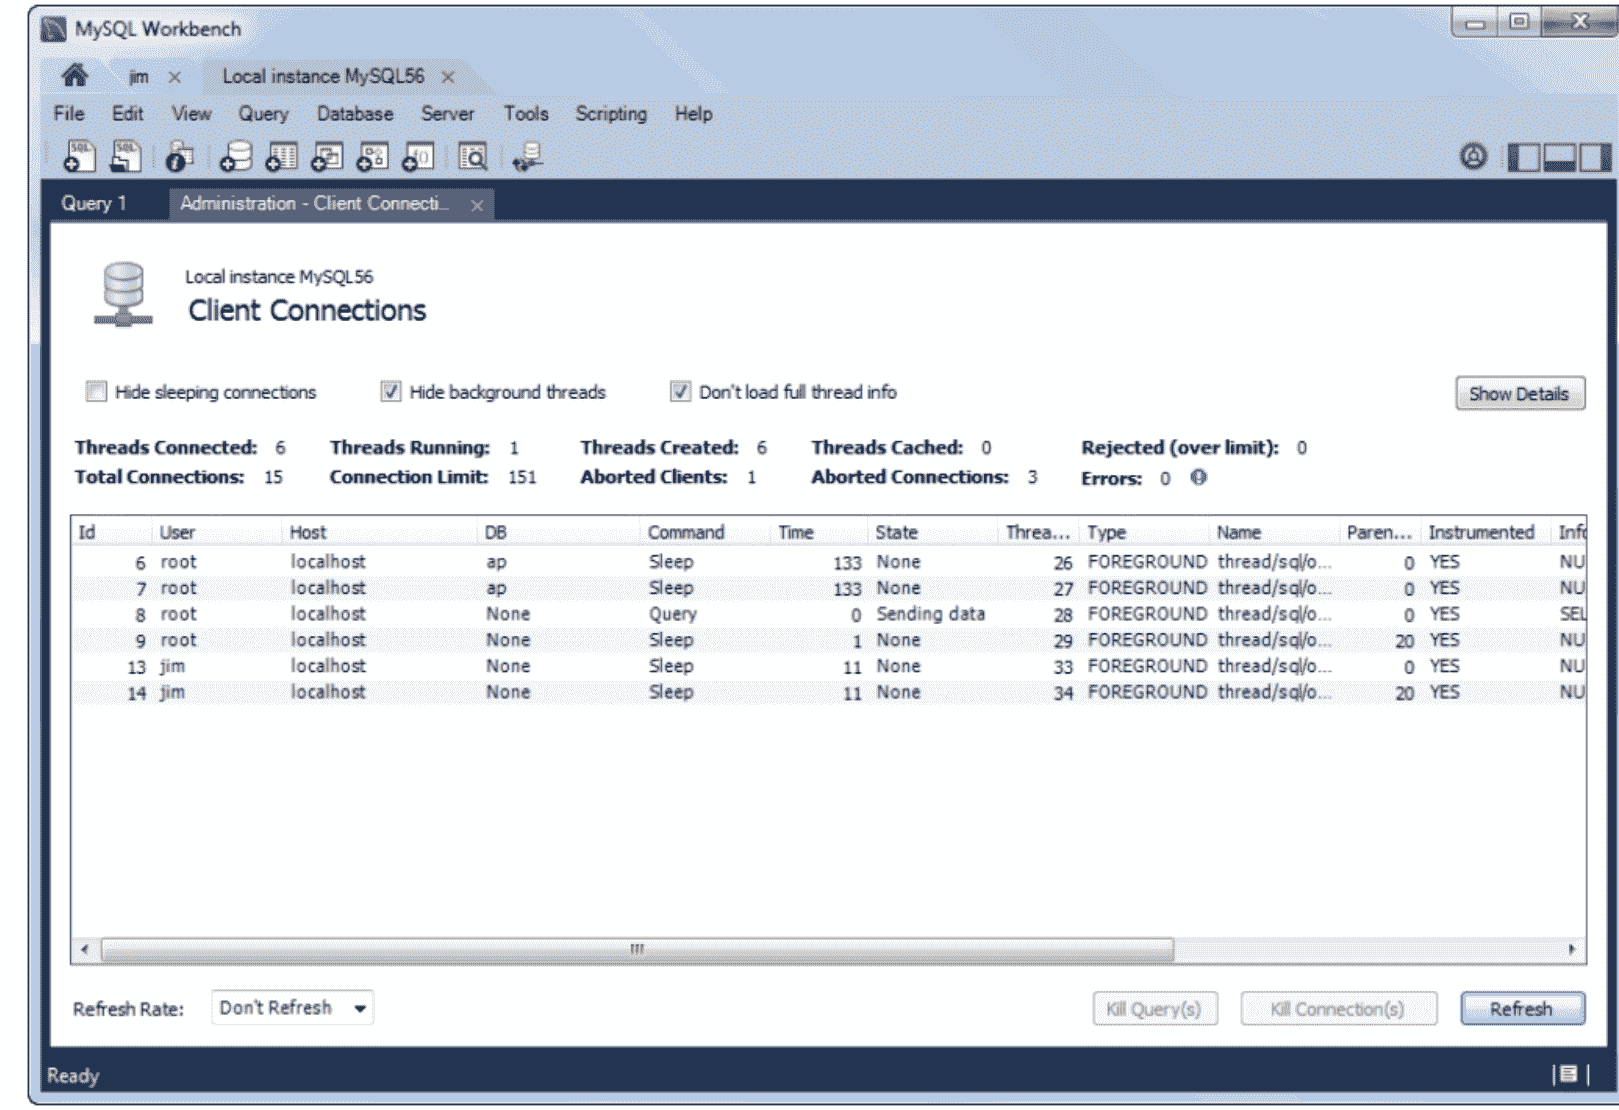 MySQL Workbench
jim Local instance MySQL56
File Edit View Query Database Server Tools Scripting Help
SQL SQL
Query 1 Administration - Client Connecti...
Local instance MySQL56
Client Connections
Hide sleeping connections Hide background threads Don't load full thread info Show Details
Threads Connected: 6 Threads Running: 1 Threads Created: 6 Threads Cached: 0 Rejected (over limit): 0
Total Connections: 15 Connection Limit: 151 Aborted Clients: 1 Aborted Connections: 3 Errors: 0
Id User Host DB Command Time State Threa... Type Name Paren... Instrumented Info
6 root localhost ap Sleep 133 None 26 FOREGROUND thread/sql/o... 0 YES NU
7 root localhost ap Sleep 133 None 27 FOREGROUND thread/sql/o... 0 YES NU
8 root localhost None Query 0 Sending data 28 FOREGROUND thread/sql/o... 0 YES SEL
9 root localhost None Sleep 1 None 29 FOREGROUND thread/sql/o... 20 YES NU
13 jim localhost None Sleep 11 None 33 FOREGROUND thread/sql/o... 0 YES NU
14 jim localhost None Sleep 11 None 34 FOREGROUND thread/sql/o... 20 YES NU
Refresh Rate: Don't Refresh Kill Query(s) Kill Connection(s) Refresh
Ready